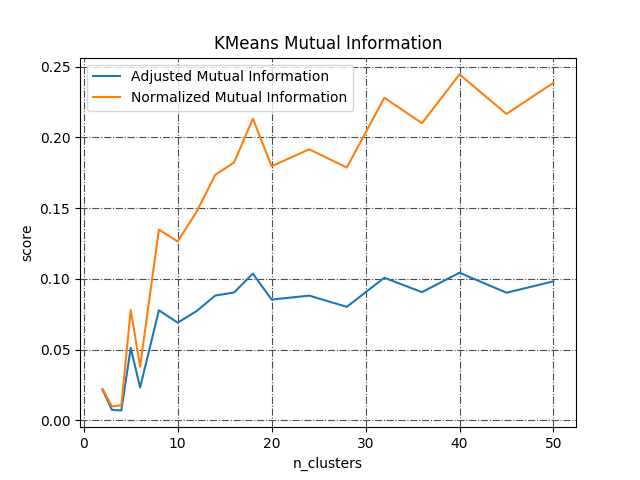 KMeans Mutual Information
Adjusted Mutual Information
Normalized Mutual Information
score
0.25
0.20
0.15
0.10
0.05
0.00
0 10 20 30 40 50
n_clusters